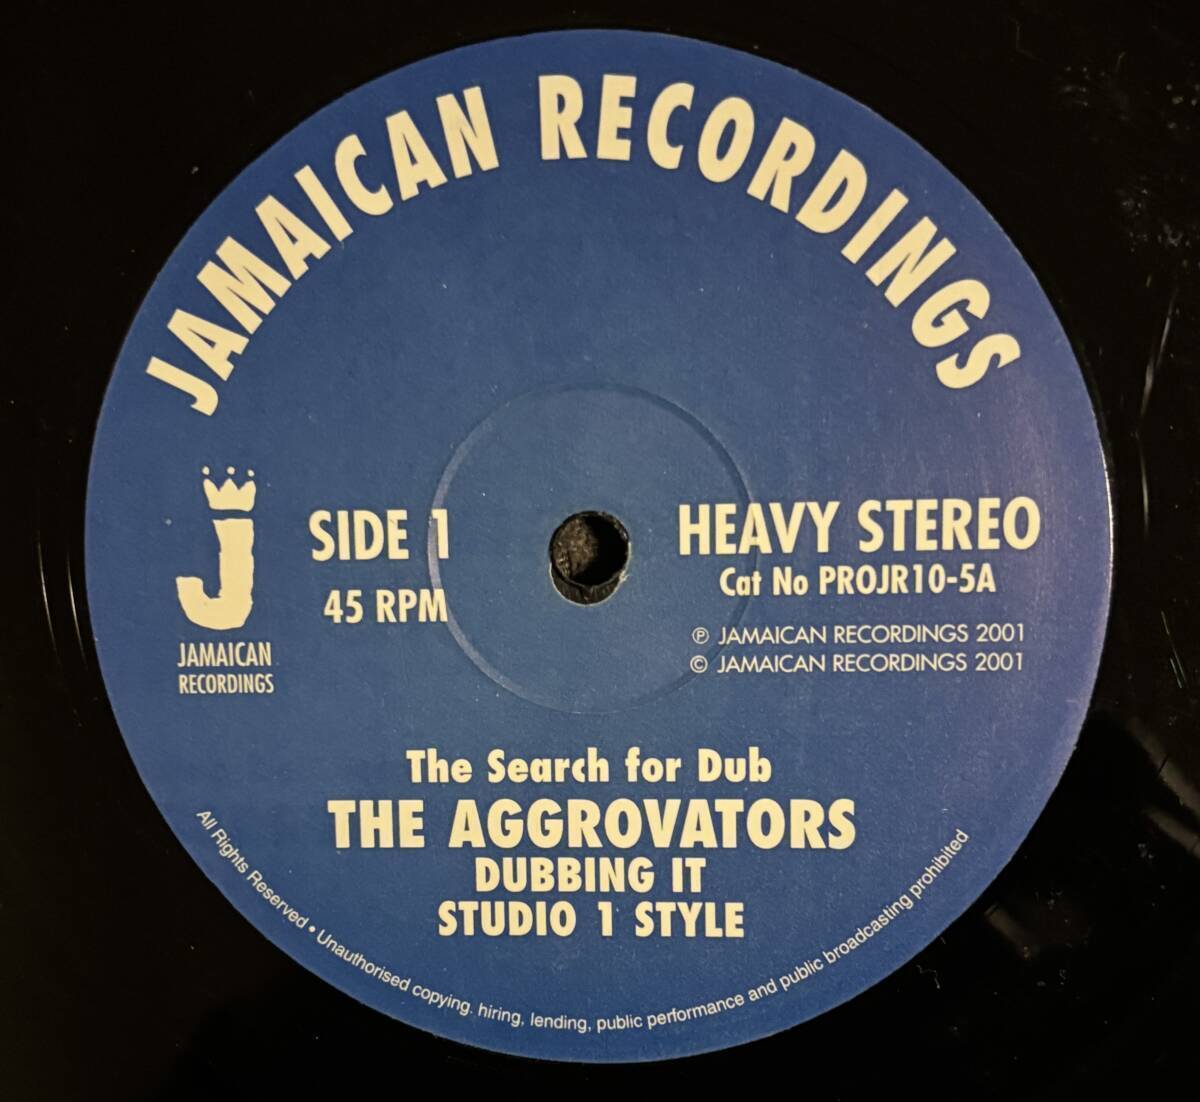 JAMAICAN RECORDINGS
J
JAMAICAN
RECORDINGS
SIDE 1
45 RPM
HEAVY STEREO
Cat No PROJR10-5A
℗ JAMAICAN RECORDINGS 2001
© JAMAICAN RECORDINGS 2001
The Search for Dub
THE AGGROVATORS
DUBBING IT
STUDIO 1 STYLE
All Rights Reserved • Unauthorised copying. hiring, lending, public performance and public broadcasting prohibited